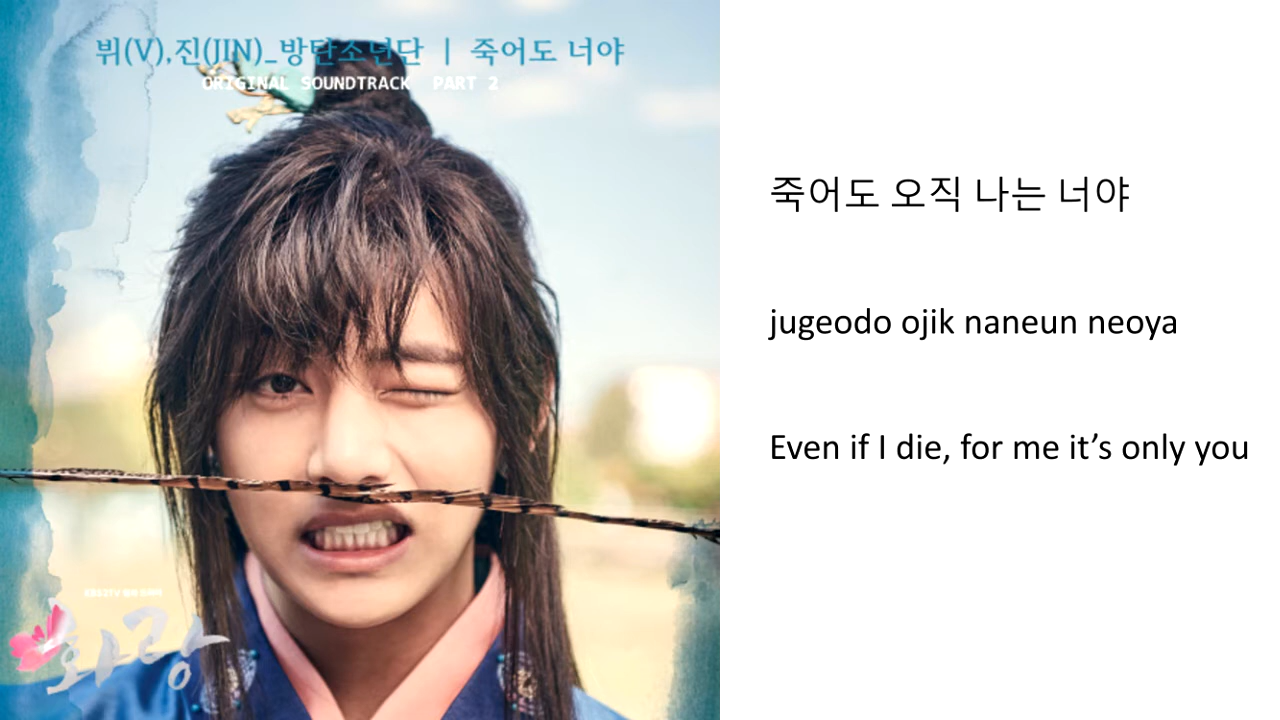 뷔(V),진(JIN)_방탄소년단 | 죽어도 너야
ORIGINAL SOUNDTRACK PART 2
죽어도 오직 나는 너야
jugeodo ojik naneun neoya
Even if I die, for me it’s only you
화랑